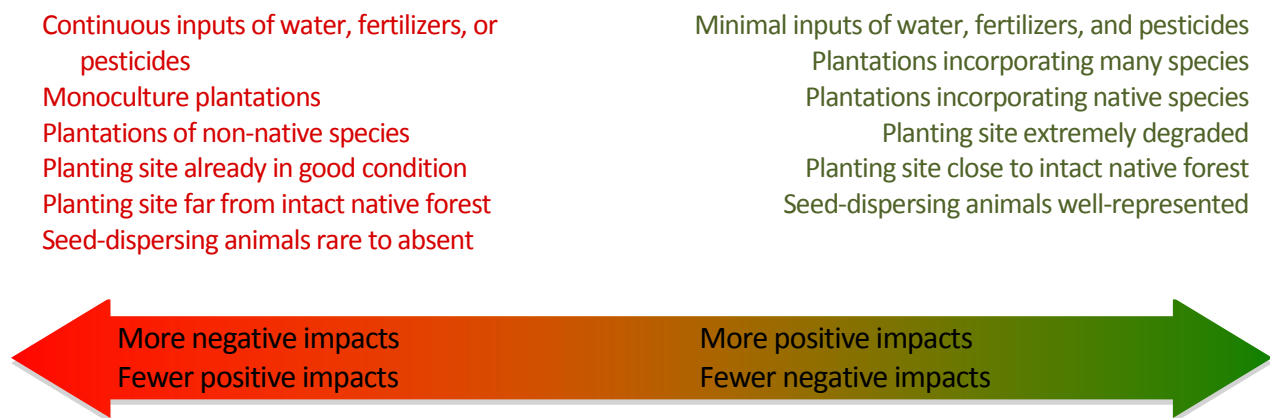 Continuous inputs of water, fertilizers, or
pesticides
Monoculture plantations
Plantations of non-native species
Planting site already in good condition
Planting site far from intact native forest
Seed-dispersing animals rare to absent
Minimal inputs of water, fertilizers, and pesticides
Plantations incorporating many species
Plantations incorporating native species
Planting site extremely degraded
Planting site close to intact native forest
Seed-dispersing animals well-represented
More negative impacts
Fewer positive impacts
More positive impacts
Fewer negative impacts